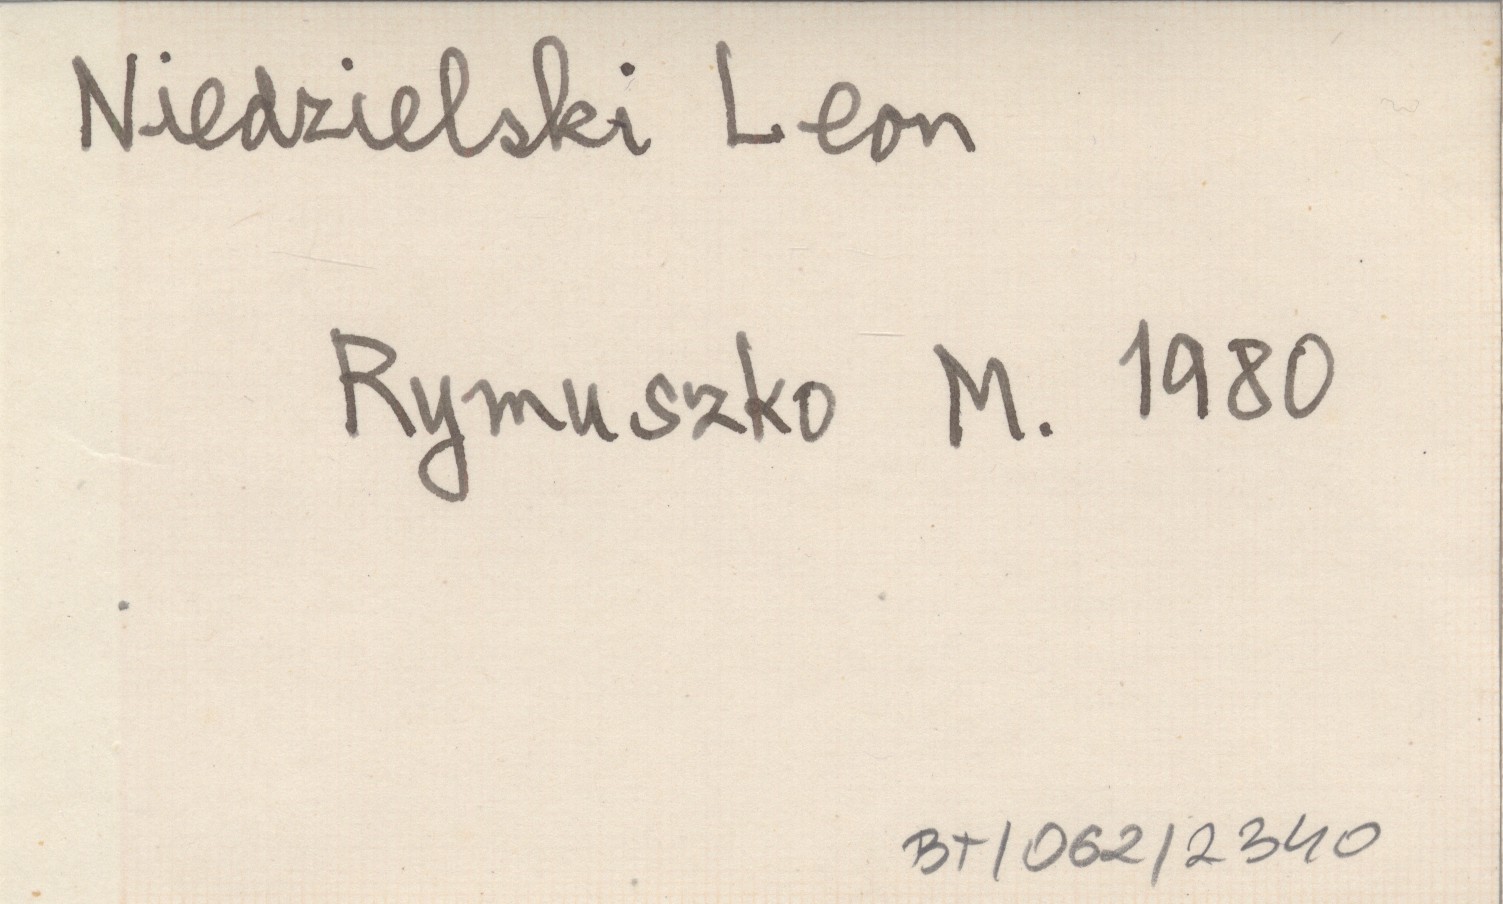 Niedzielski Leon
Rymuszko M. 1980
BT/062/2340